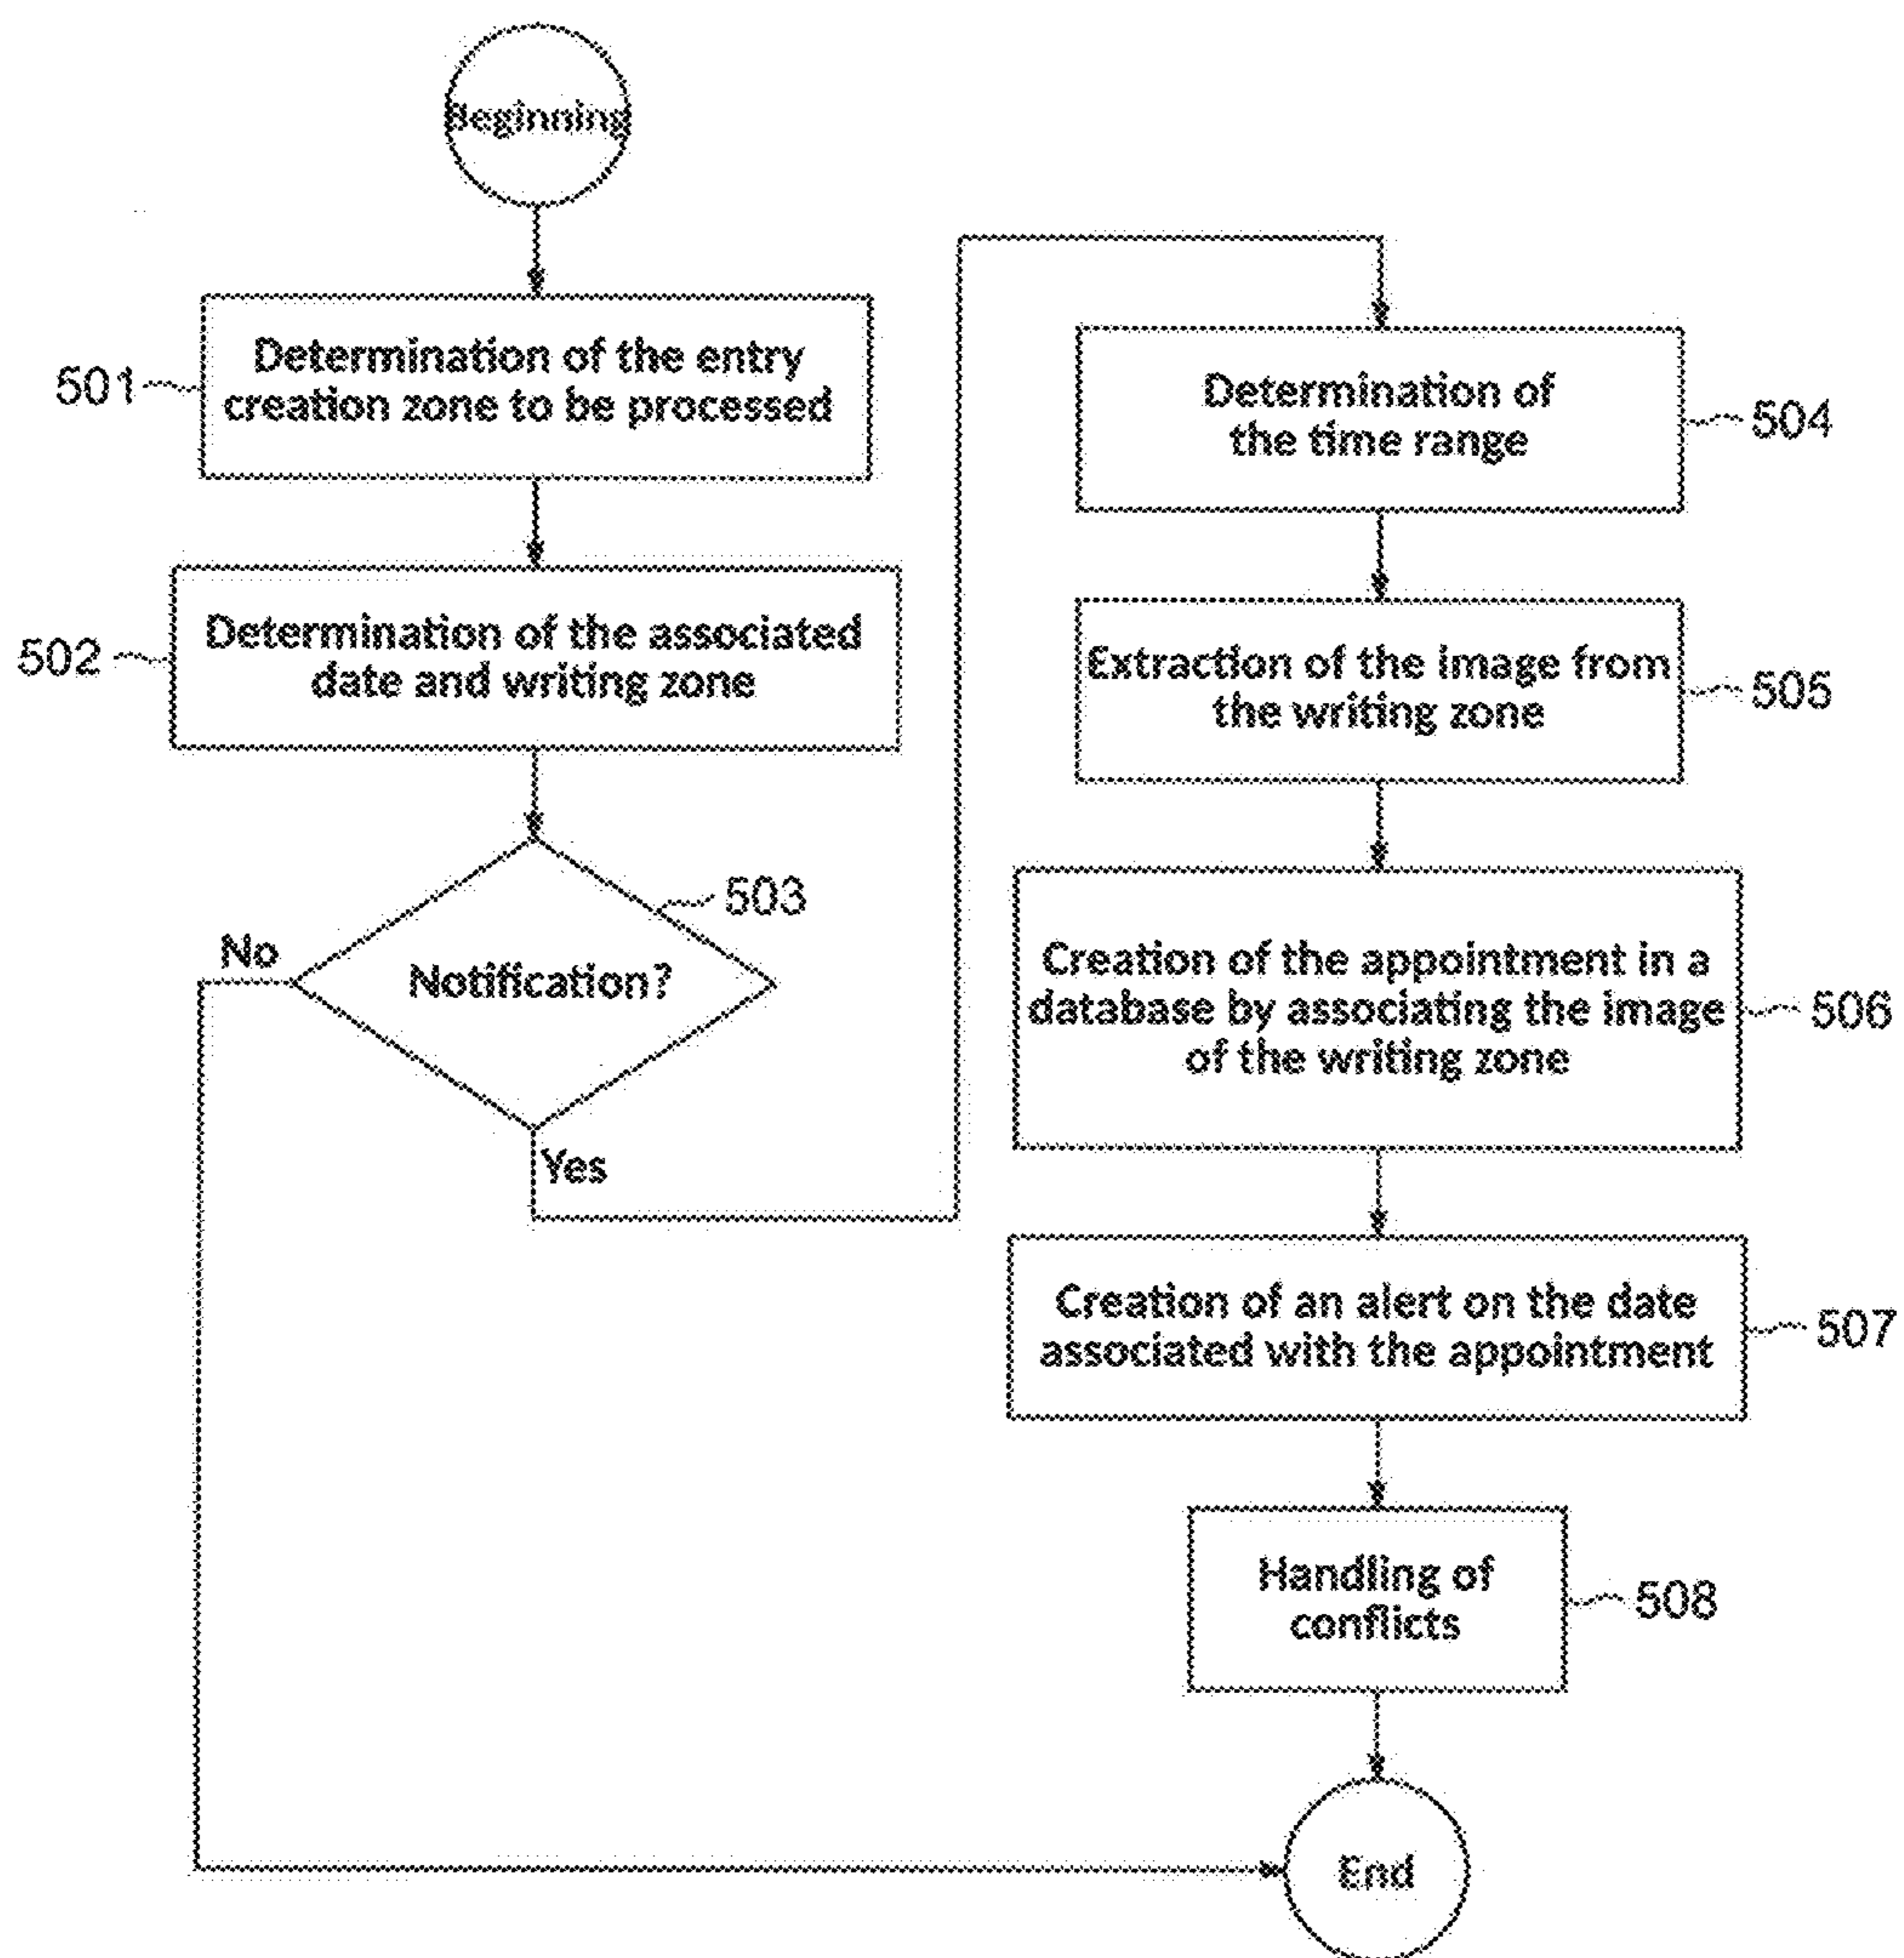 Beginning
501
Determination of the entry
creation zone to be processed
502
Determination of the associated
date and writing zone
503
Notification?
No
Yes
Determination of
the time range
504
Extraction of the image from
the writing zone
505
Creation of the appointment in a
database by associating the image
of the writing zone
506
Creation of an alert on the date
associated with the appointment
507
Handling of
conflicts
508
End